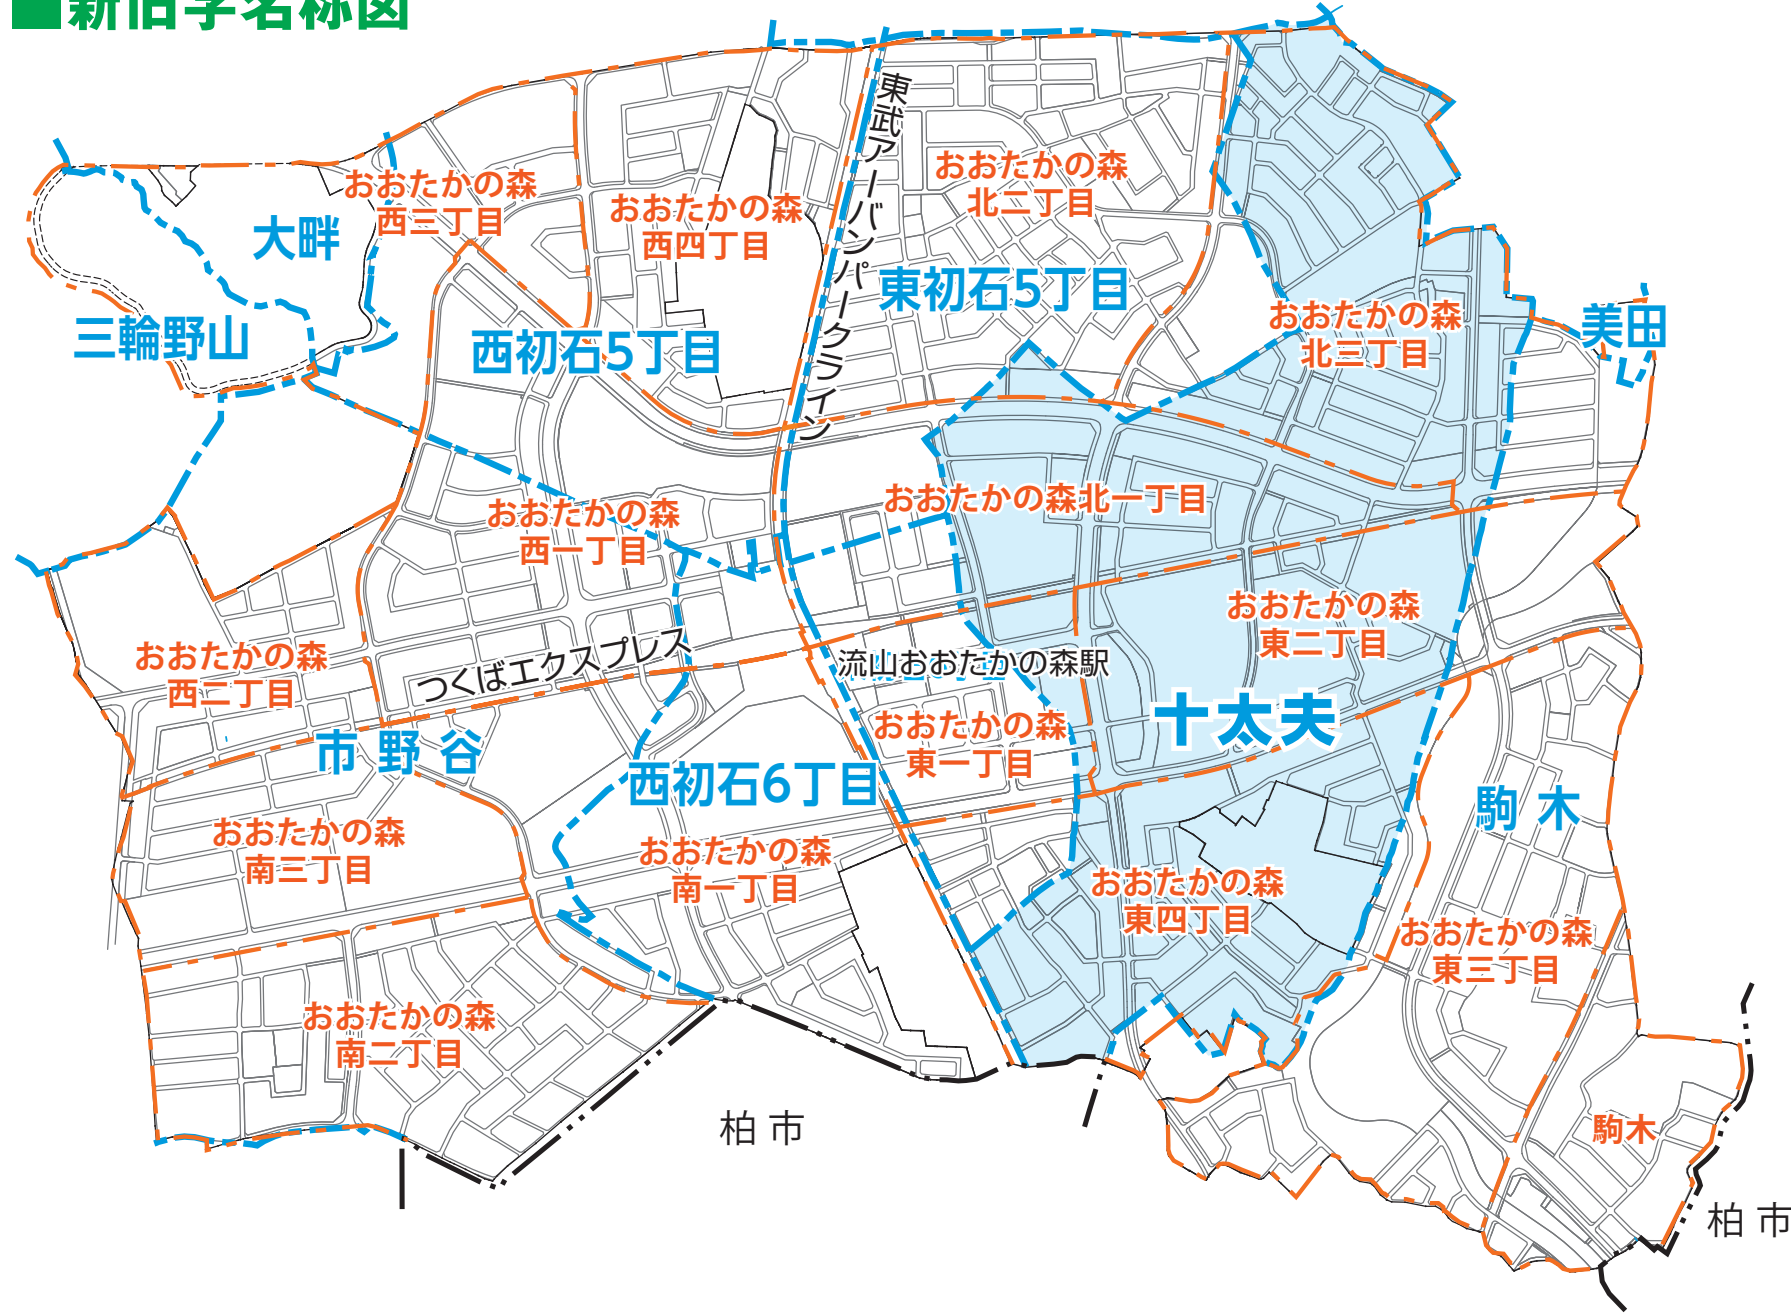 ■新旧字名称図
東武アーバンパークライン
おおたかの森
西三丁目
おおたかの森
西四丁目
おおたかの森
北二丁目
大畔
三輪野山
西初石5丁目
東初石5丁目
おおたかの森
北三丁目
美田
おおたかの森
西一丁目
おおたかの森北一丁目
おおたかの森
東二丁目
おおたかの森
西二丁目
つくばエクスプレス
流山おおたかの森駅
十太夫
市野谷
おおたかの森
東一丁目
西初石6丁目
駒木
おおたかの森
南三丁目
おおたかの森
南一丁目
おおたかの森
東四丁目
おおたかの森
東三丁目
おおたかの森
南二丁目
柏市
駒木
柏市